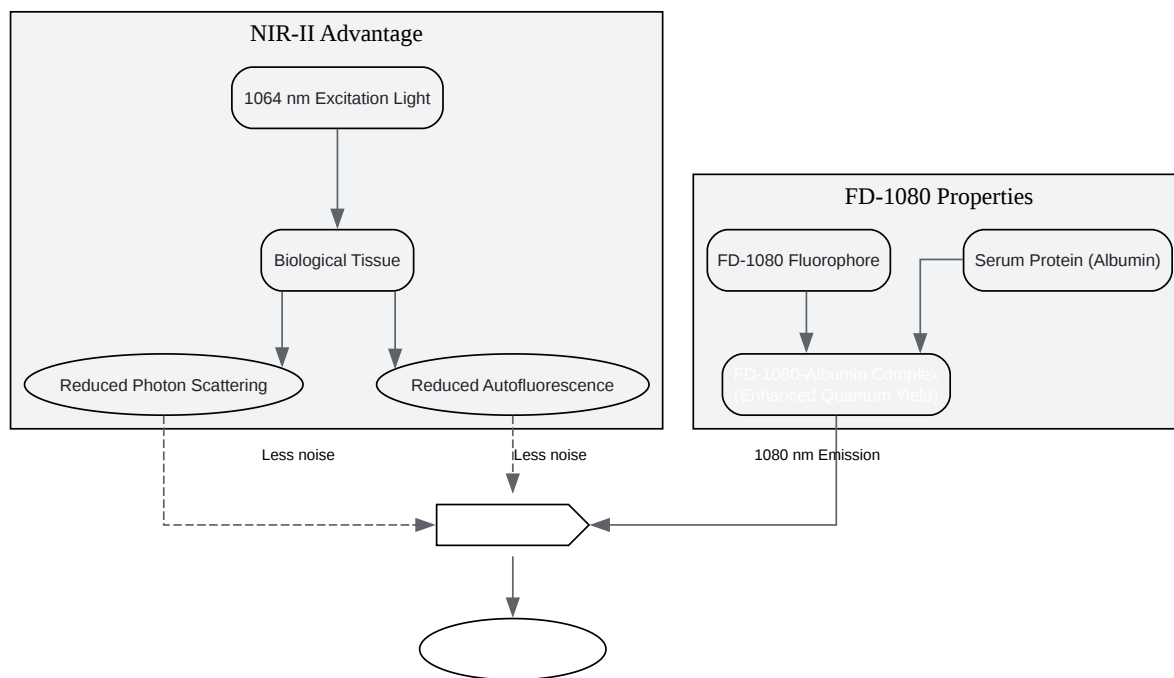 NIR-II Advantage
1064 nm Excitation Light
Biological Tissue
Reduced Photon Scattering
Reduced Autofluorescence
FD-1080 Properties
FD-1080 Fluorophore
Serum Protein (Albumin)
FD-1080-Albumin Complex
(Enhanced Quantum Yield)
Less noise
Less noise
1080 nm Emission